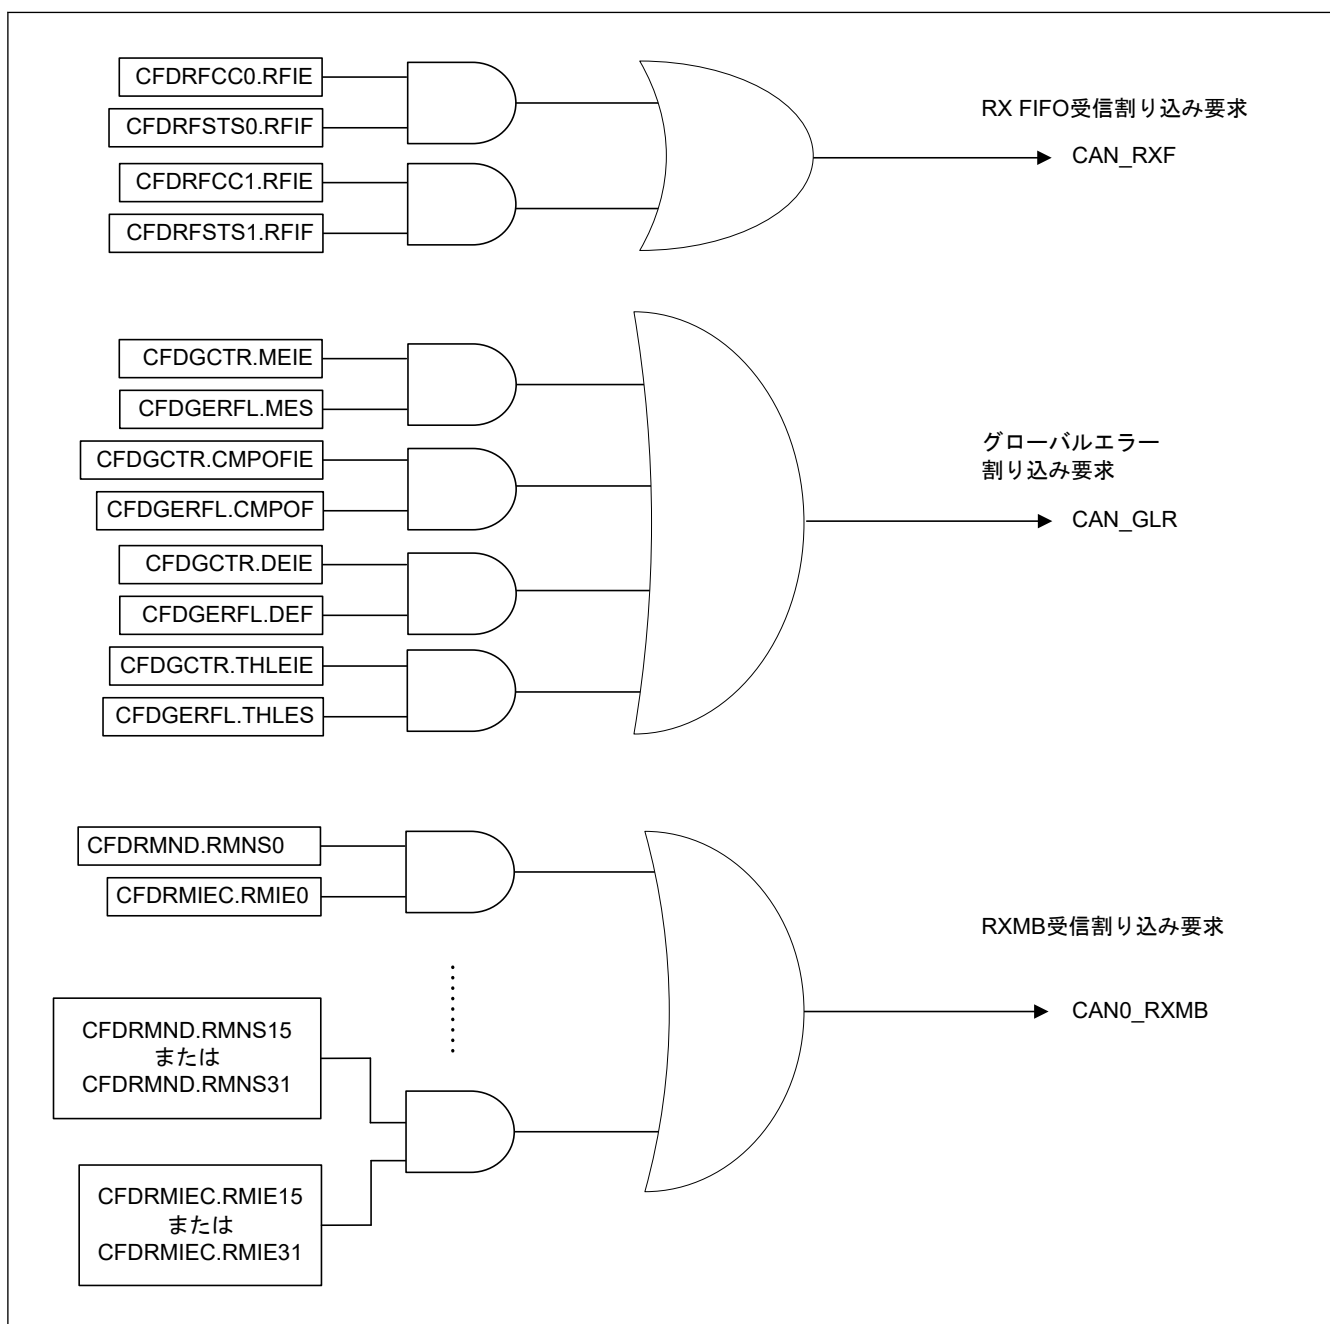 CFDRFCC0.RFIE
CFDRFSTS0.RFIF
CFDRFCC1.RFIE
CFDRFSTS1.RFIF
RX FIFO受信割り込み要求
CAN_RXF
CFDGCTR.MEIE
CFDGERFL.MES
CFDGCTR.CMPOFIE
CFDGERFL.CMPOF
CFDGCTR.DEIE
CFDGERFL.DEF
CFDGCTR.THLEIE
CFDGERFL.THLES
グローバルエラー
割り込み要求
CAN_GLR
CFDRMND.RMNS0
CFDRMIEC.RMIE0
CFDRMND.RMNS15
または
CFDRMND.RMNS31
CFDRMIEC.RMIE15
または
CFDRMIEC.RMIE31
RXMB受信割り込み要求
CAN0_RXMB